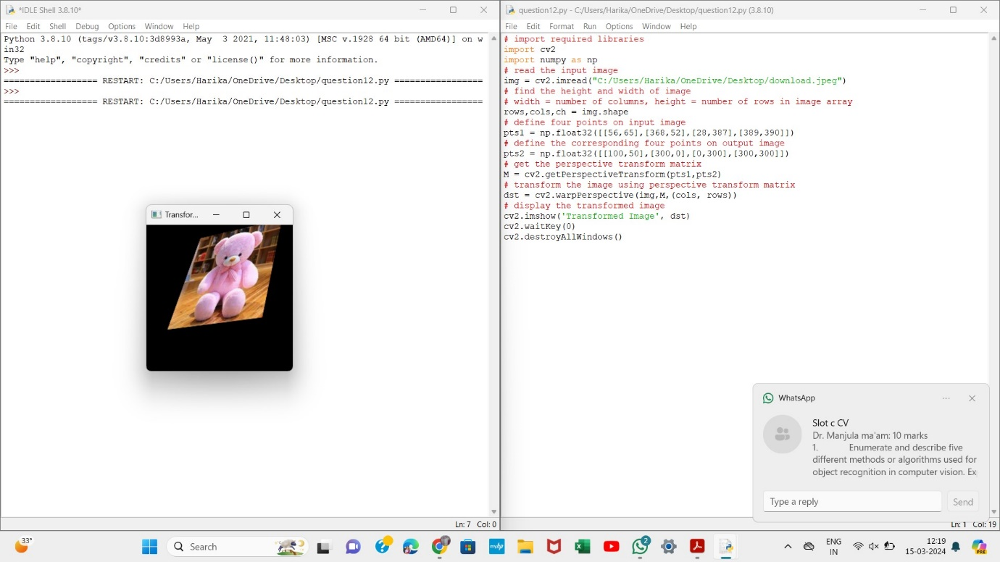 *IDLE Shell 3.8.10*
File Edit Shell Debug Options Window Help
Python 3.8.10 (tags/v3.8.10:3d8993a, May  3 2021, 11:48:03) [MSC v.1928 64 bit (AMD64)] on w
in32
Type "help", "copyright", "credits" or "license()" for more information.
>>>
================== RESTART: C:/Users/Harika/OneDrive/Desktop/question12.py =================
>>>
================== RESTART: C:/Users/Harika/OneDrive/Desktop/question12.py =================
Transfor...
Ln: 7 Col: 0
question12.py - C:/Users/Harika/OneDrive/Desktop/question12.py (3.8.10)
File Edit Format Run Options Window Help
# import required libraries
import cv2
import numpy as np
# read the input image
img = cv2.imread("C:/Users/Harika/OneDrive/Desktop/download.jpeg")
# find the height and width of image
# width = number of columns, height = number of rows in image array
rows,cols,ch = img.shape
# define four points on input image
pts1 = np.float32([[56,65],[368,52],[28,387],[389,390]])
# define the corresponding four points on output image
pts2 = np.float32([[100,50],[300,0],[0,300],[300,300]])
# get the perspective transform matrix
M = cv2.getPerspectiveTransform(pts1,pts2)
# transform the image using perspective transform matrix
dst = cv2.warpPerspective(img,M,(cols, rows))
# display the transformed image
cv2.imshow('Transformed Image', dst)
cv2.waitKey(0)
cv2.destroyAllWindows()
WhatsApp
Slot c CV
Dr. Manjula ma'am: 10 marks
1. Enumerate and describe five
different methods or algorithms used for
object recognition in computer vision. Ex
Type a reply
Send
Ln: 1 Col: 19
33°
Search
myhp
2
ENG
IN
12:19
15-03-2024
PRE